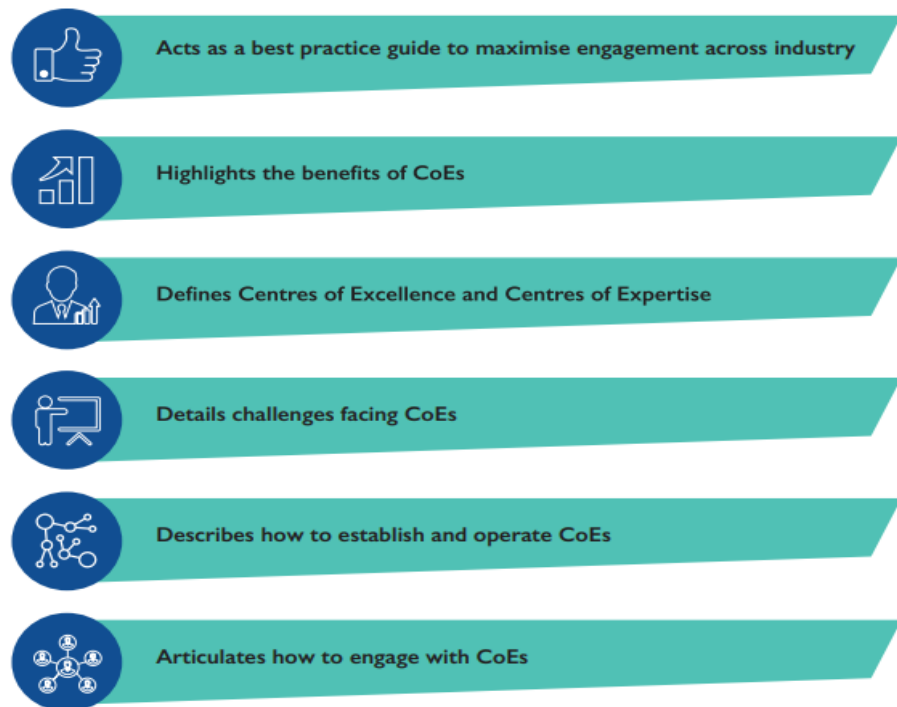 Acts as a best practice guide to maximise engagement across industry
Highlights the benefits of CoEs
Defines Centres of Excellence and Centres of Expertise
Details challenges facing CoEs
Describes how to establish and operate CoEs
Articulates how to engage with CoEs